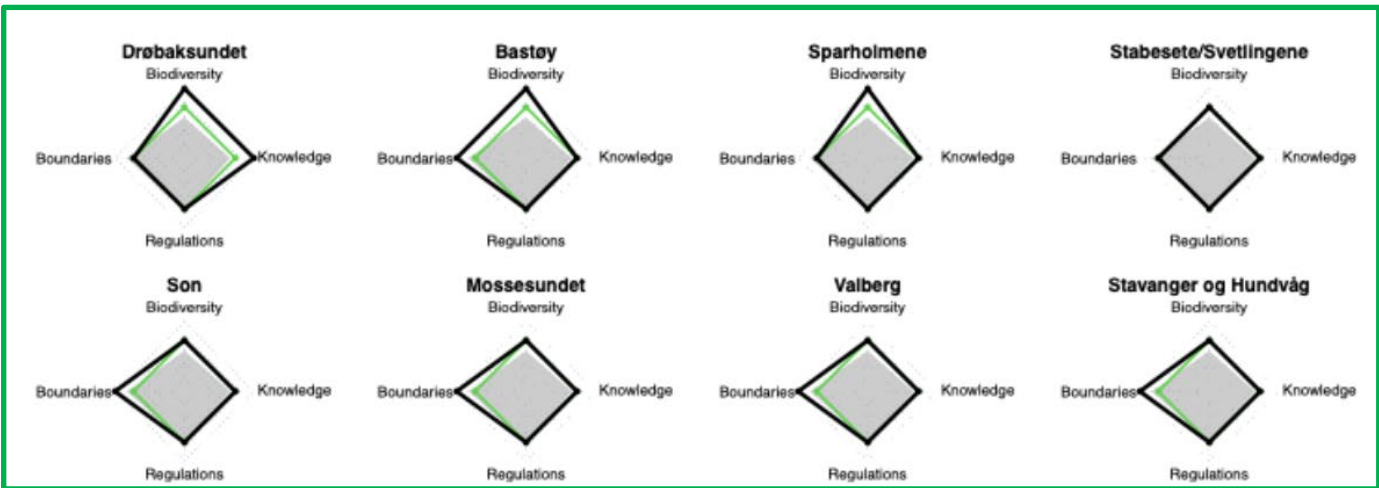 Drøbaksundet
Biodiversity
Boundaries
Knowledge
Regulations
Bastøy
Biodiversity
Boundaries
Knowledge
Regulations
Sparholmene
Biodiversity
Boundaries
Knowledge
Regulations
Stabesete/Svetlingene
Biodiversity
Boundaries
Knowledge
Regulations
Son
Biodiversity
Boundaries
Knowledge
Regulations
Mossesundet
Biodiversity
Boundaries
Knowledge
Regulations
Valberg
Biodiversity
Boundaries
Knowledge
Regulations
Stavanger og Hundvåg
Biodiversity
Boundaries
Knowledge
Regulations